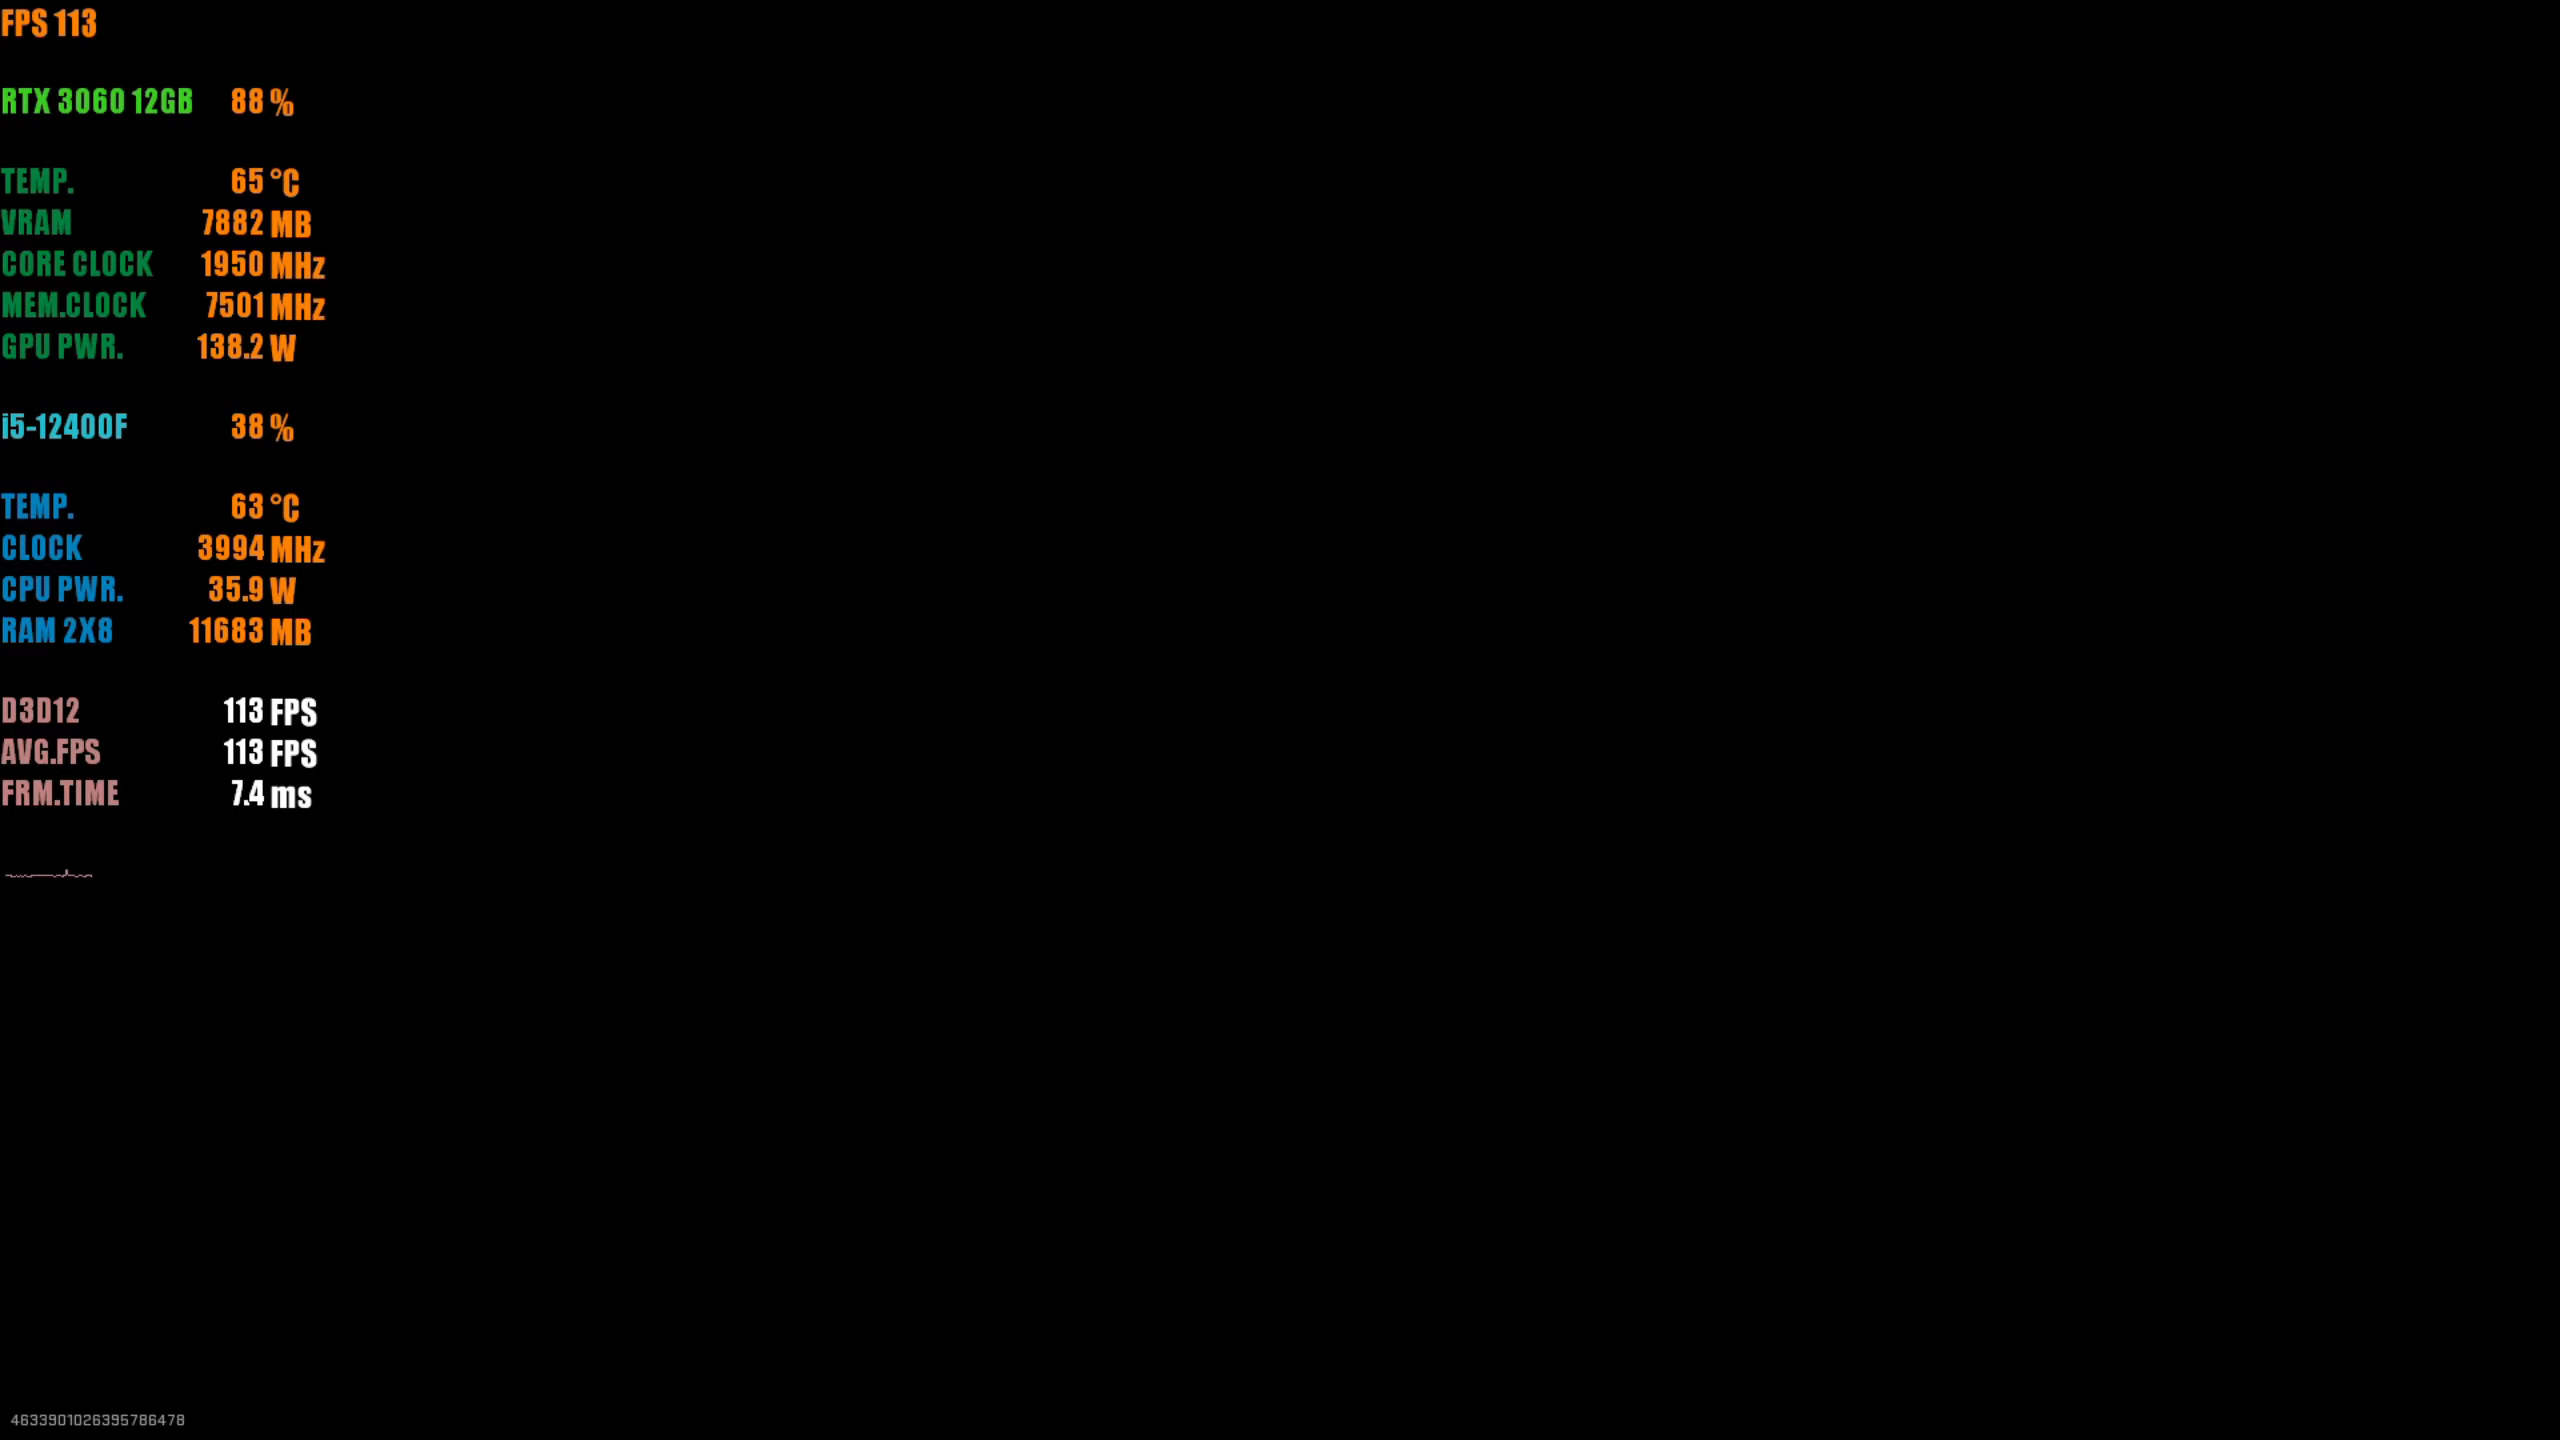 FPS 113
RTX 3060 12GB 88 %
TEMP. 65 °C
VRAM 7882 MB
CORE CLOCK 1950 MHz
MEM.CLOCK 7501 MHz
GPU PWR. 138.2 W
i5-12400F 38 %
TEMP. 63 °C
CLOCK 3994 MHz
CPU PWR. 35.9 W
RAM 2X8 11683 MB
D3D12 113 FPS
AVG.FPS 113 FPS
FRM.TIME 7.4 ms
4633901026395786478